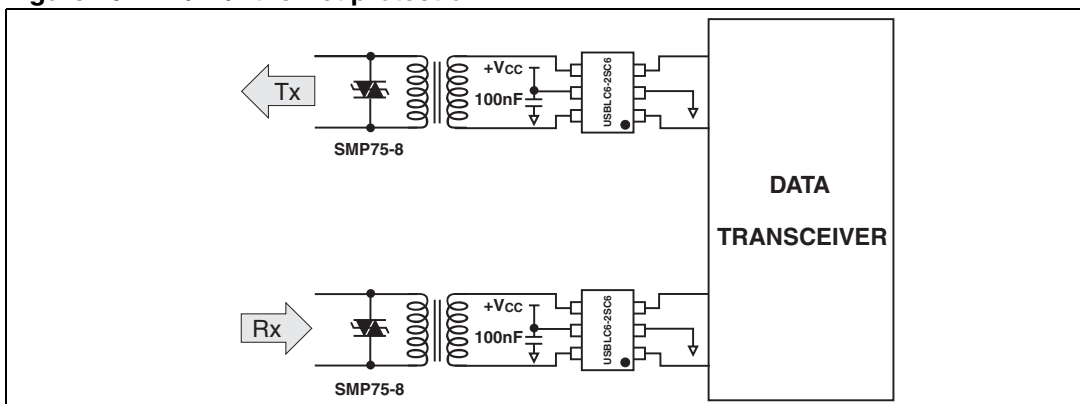 Tx
+VCC
100nF
USBLC6-2SC6
SMP75-8
DATA
TRANSCEIVER
Rx
+VCC
100nF
USBLC6-2SC6
SMP75-8